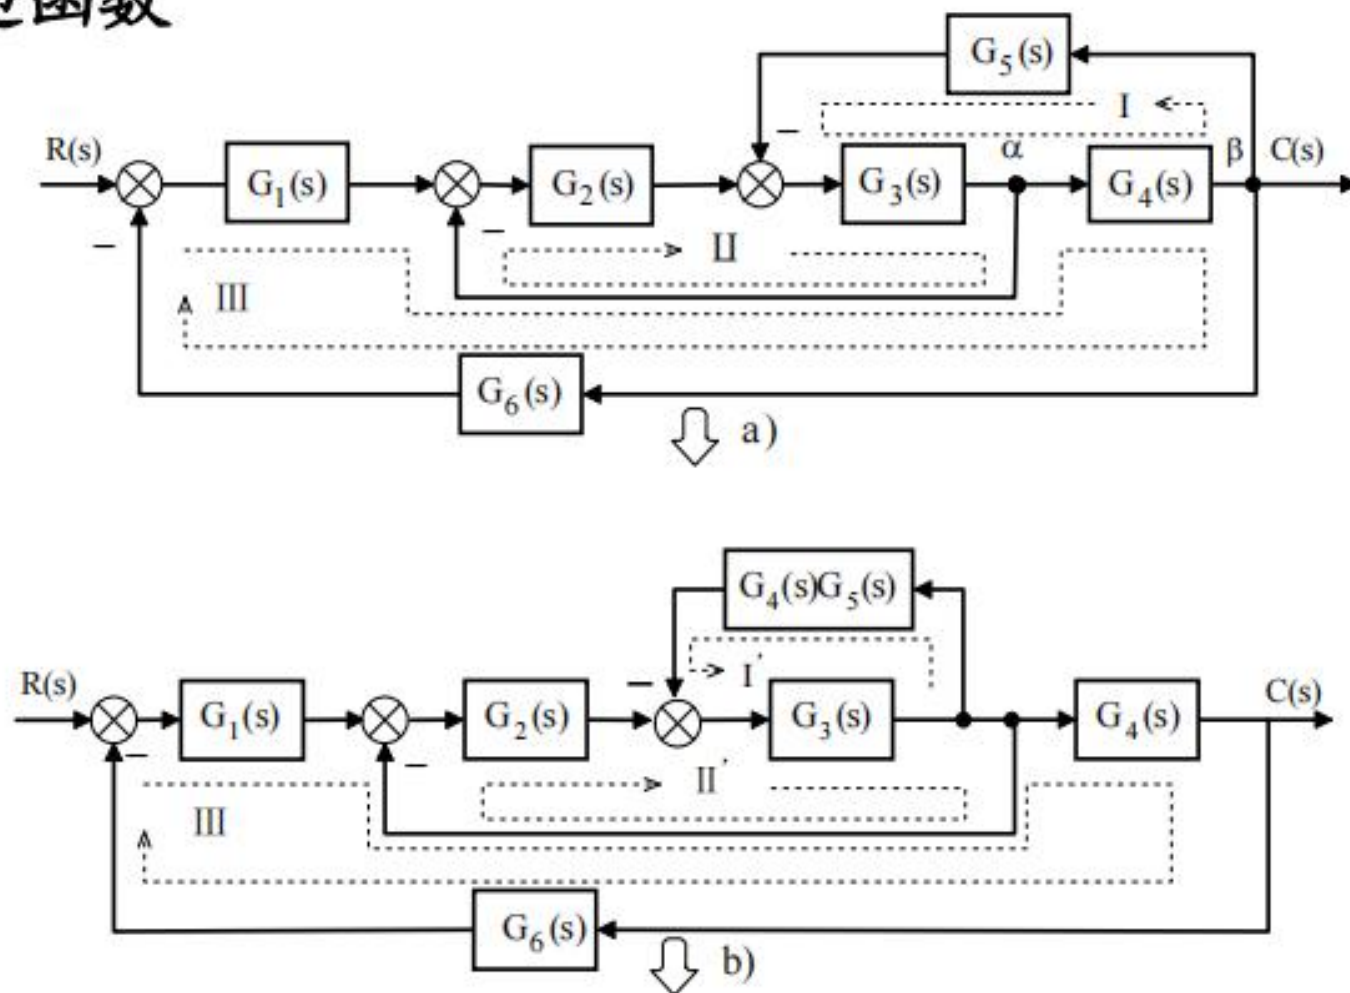 函数
G₅(s)
I
R(s)
G₁(s)
G₂(s)
G₃(s)
α
G₄(s)
β
C(s)
−
−
−
II
III
G₆(s)
a)
G₄(s)G₅(s)
I'
R(s)
G₁(s)
G₂(s)
−
G₃(s)
G₄(s)
C(s)
−
−
II'
III
G₆(s)
b)